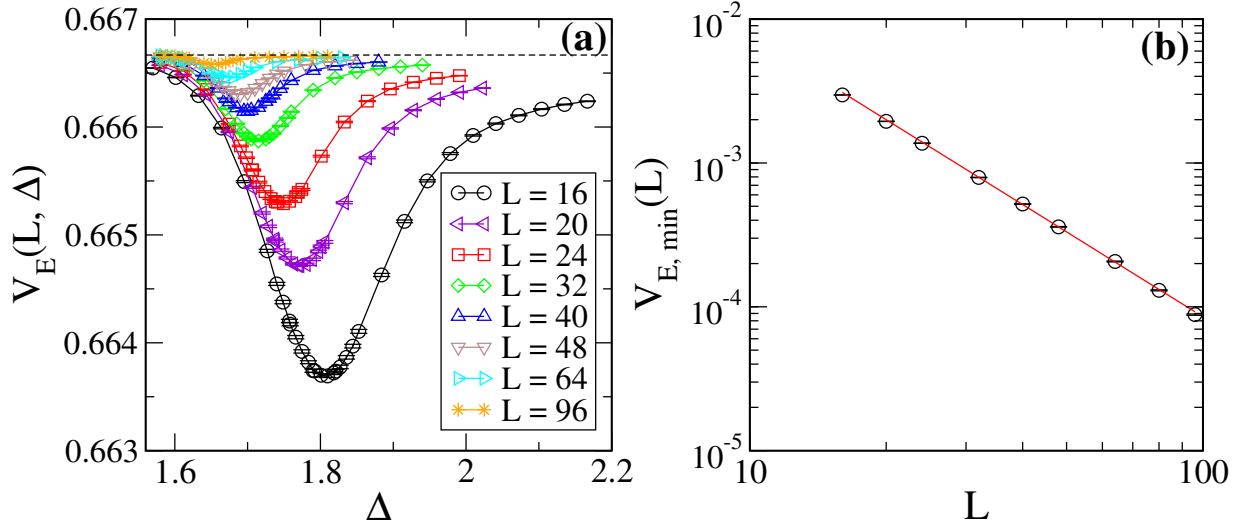 0.667
0.666
0.665
0.664
0.663
V_E(L, Δ)
(a)
L = 16
L = 20
L = 24
L = 32
L = 40
L = 48
L = 64
L = 96
1.6 1.8 2 2.2
Δ
10^-2
10^-3
10^-4
10^-5
V_E, min(L)
(b)
10 100
L